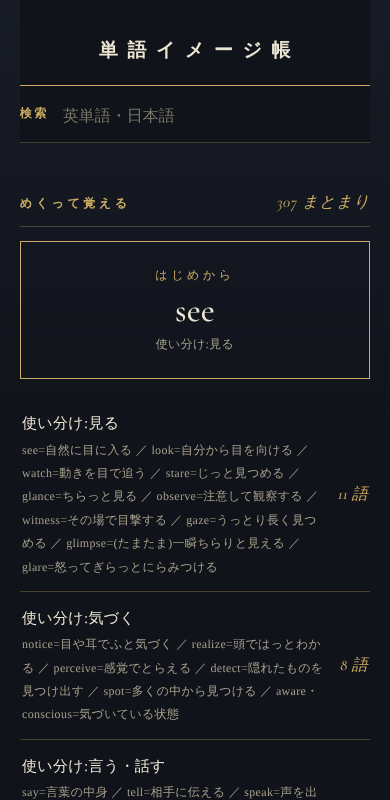 単語イメージ帳
検索 英単語・日本語
めくって覚える 307 まとまり
はじめから
see
使い分け:見る
使い分け:見る
see=自然に目に入る ／ look=自分から目を向ける ／
watch=動きを目で追う ／ stare=じっと見つめる ／
glance=ちらっと見る ／ observe=注意して観察する ／
witness=その場で目撃する ／ gaze=うっとり長く見つ
める ／ glimpse=(たまたま)一瞬ちらりと見える ／
glare=怒ってぎらっとにらみつける
11 語
使い分け:気づく
notice=目や耳でふと気づく ／ realize=頭ではっとわか
る ／ perceive=感覚でとらえる ／ detect=隠れたものを
見つけ出す ／ spot=多くの中から見つける ／ aware・
conscious=気づいている状態
8 語
使い分け:言う・話す
say=言葉の中身 ／ tell=相手に伝える ／ speak=声を出